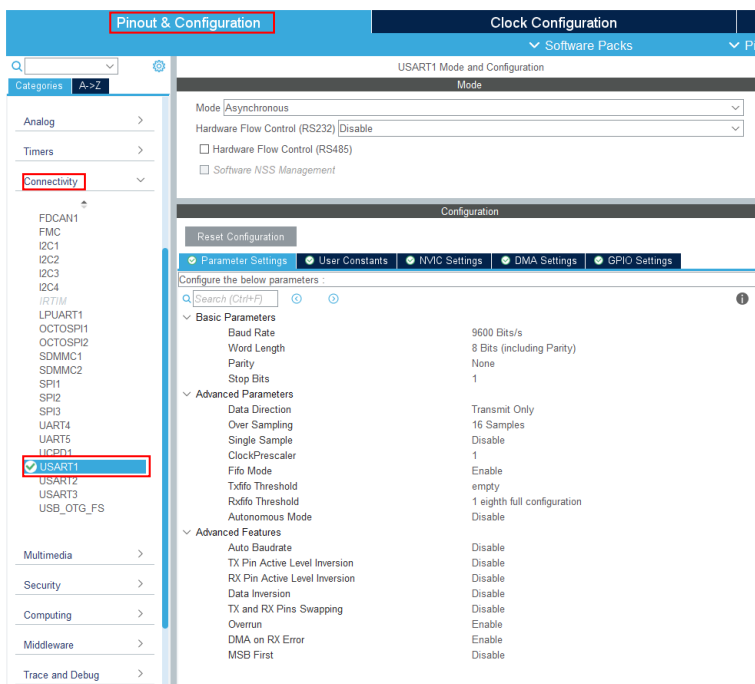 Pinout & Configuration
Clock Configuration
Software Packs
Pi
USART1 Mode and Configuration
Categories A->Z
Mode
Mode Asynchronous
Hardware Flow Control (RS232) Disable
Hardware Flow Control (RS485)
Software NSS Management
Analog
Timers
Connectivity
FDCAN1
FMC
I2C1
I2C2
I2C3
I2C4
IRTIM
LPUART1
OCTOSPI1
OCTOSPI2
SDMMC1
SDMMC2
SPI1
SPI2
SPI3
UART4
UART5
UCPD1
USART1
USART2
USART3
USB_OTG_FS
Multimedia
Security
Computing
Middleware
Trace and Debug
Configuration
Reset Configuration
Parameter Settings User Constants NVIC Settings DMA Settings GPIO Settings
Configure the below parameters :
Search (Ctrl+F)
Basic Parameters
Baud Rate 9600 Bits/s
Word Length 8 Bits (including Parity)
Parity None
Stop Bits 1
Advanced Parameters
Data Direction Transmit Only
Over Sampling 16 Samples
Single Sample Disable
ClockPrescaler 1
Fifo Mode Enable
Txfifo Threshold empty
Rxfifo Threshold 1 eighth full configuration
Autonomous Mode Disable
Advanced Features
Auto Baudrate Disable
TX Pin Active Level Inversion Disable
RX Pin Active Level Inversion Disable
Data Inversion Disable
TX and RX Pins Swapping Disable
Overrun Enable
DMA on RX Error Enable
MSB First Disable